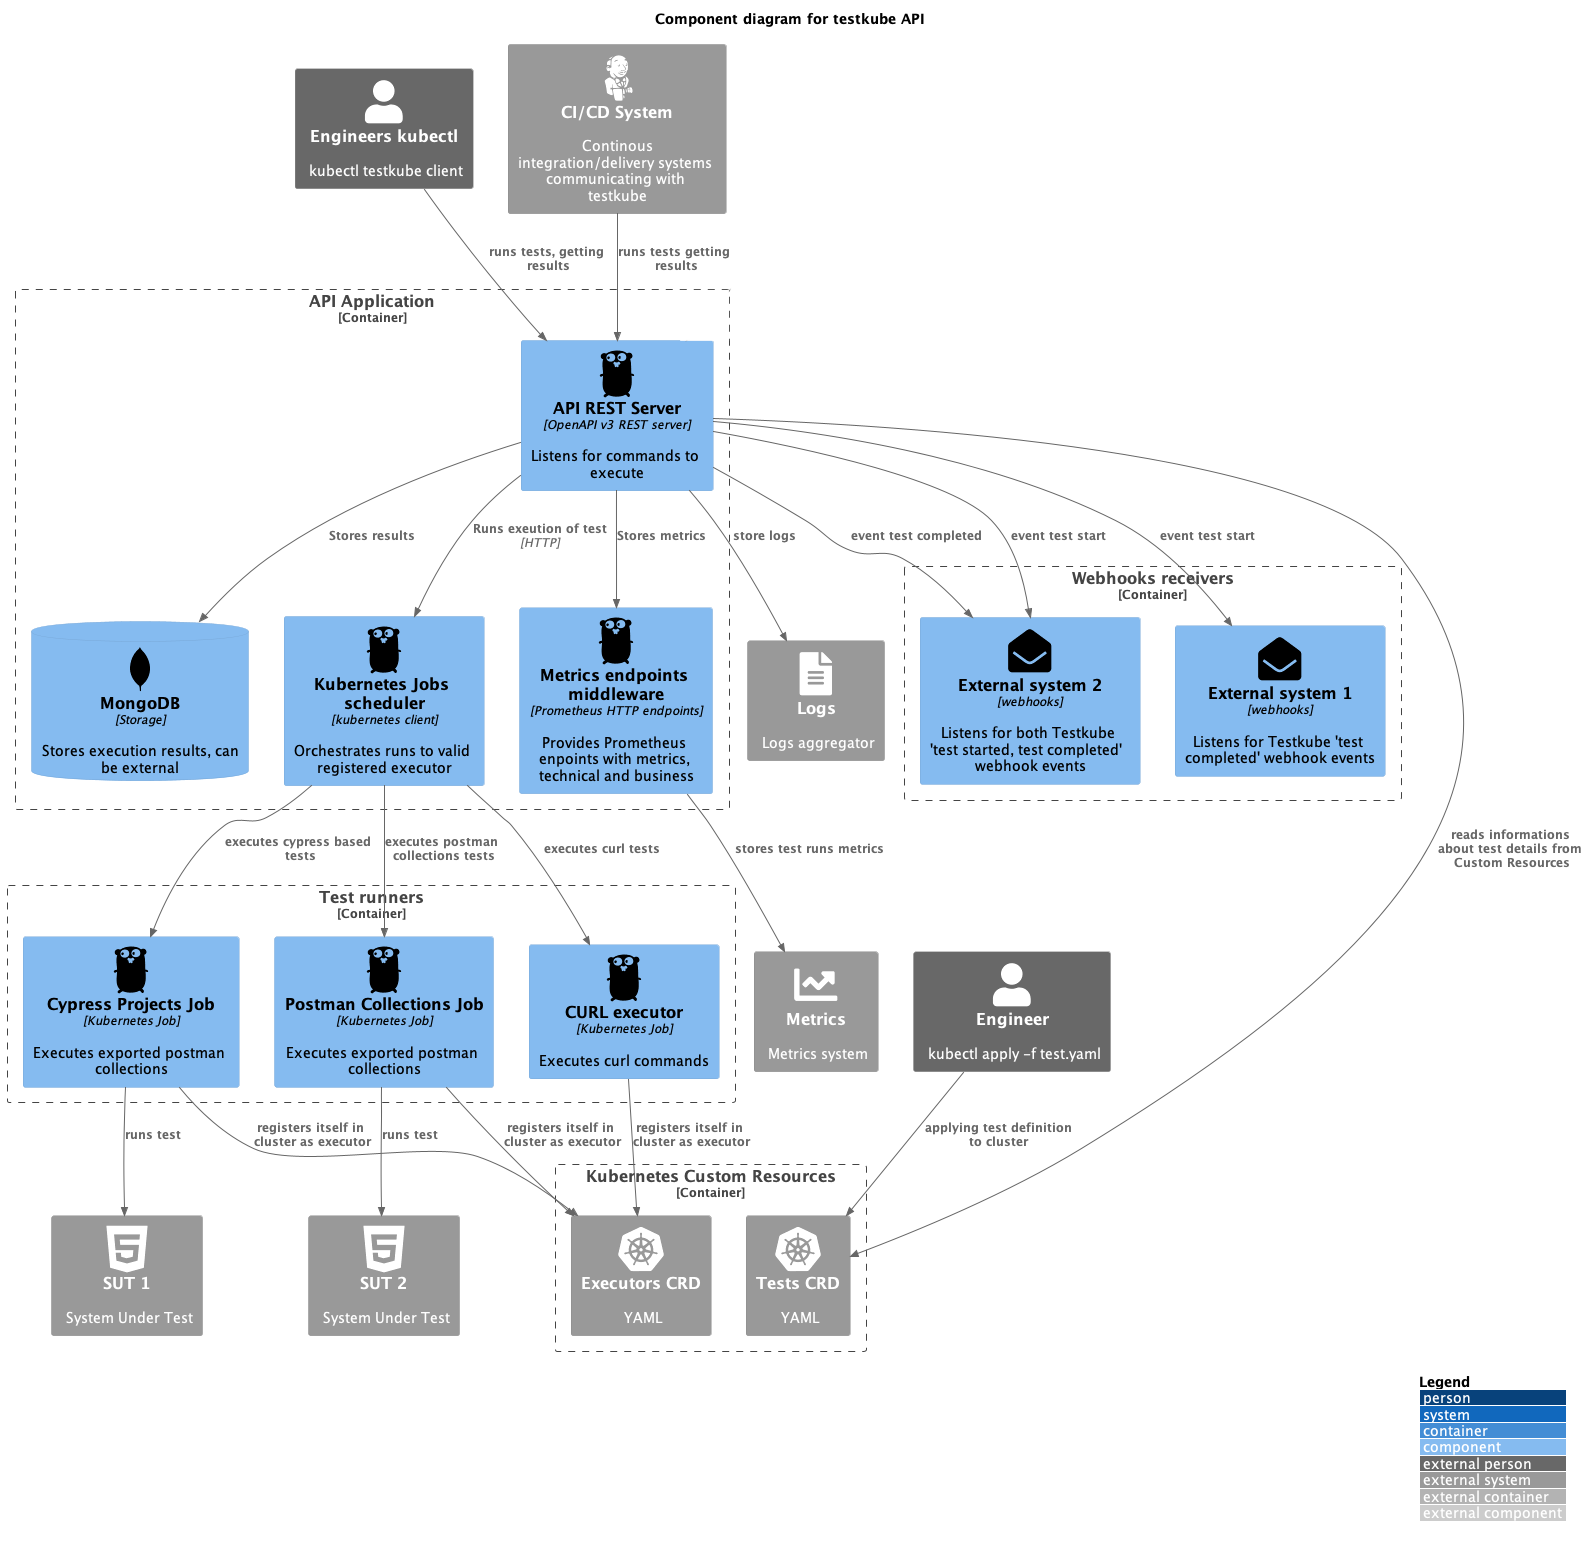 Component diagram for testkube API
Engineers kubectl
kubectl testkube client
CI/CD System
Continous
integration/delivery systems
communicating with
testkube
runs tests, getting
results
runs tests getting
results
API Application
[Container]
API REST Server
[OpenAPI v3 REST server]
Listens for commands to
execute
Stores results
Runs exeution of test
[HTTP]
Stores metrics
store logs
event test completed
event test start
event test start
Webhooks receivers
[Container]
MongoDB
[Storage]
Stores execution results, can
be external
Kubernetes Jobs
scheduler
[kubernetes client]
Orchestrates runs to valid
registered executor
Metrics endpoints
middleware
[Prometheus HTTP endpoints]
Provides Prometheus
enpoints with metrics,
technical and business
Logs
Logs aggregator
External system 2
[webhooks]
Listens for both Testkube
'test started, test completed'
webhook events
External system 1
[webhooks]
Listens for Testkube 'test
completed' webhook events
executes cypress based
tests
executes postman
collections tests
executes curl tests
stores test runs metrics
reads informations
about test details from
Custom Resources
Test runners
[Container]
Cypress Projects Job
[Kubernetes Job]
Executes exported postman
collections
Postman Collections Job
[Kubernetes Job]
Executes exported postman
collections
CURL executor
[Kubernetes Job]
Executes curl commands
Metrics
Metrics system
Engineer
kubectl apply -f test.yaml
runs test
registers itself in
cluster as executor
runs test
registers itself in
cluster as executor
registers itself in
cluster as executor
applying test definition
to cluster
Kubernetes Custom Resources
[Container]
SUT 1
System Under Test
SUT 2
System Under Test
Executors CRD
YAML
Tests CRD
YAML
Legend
person
system
container
component
external person
external system
external container
external component